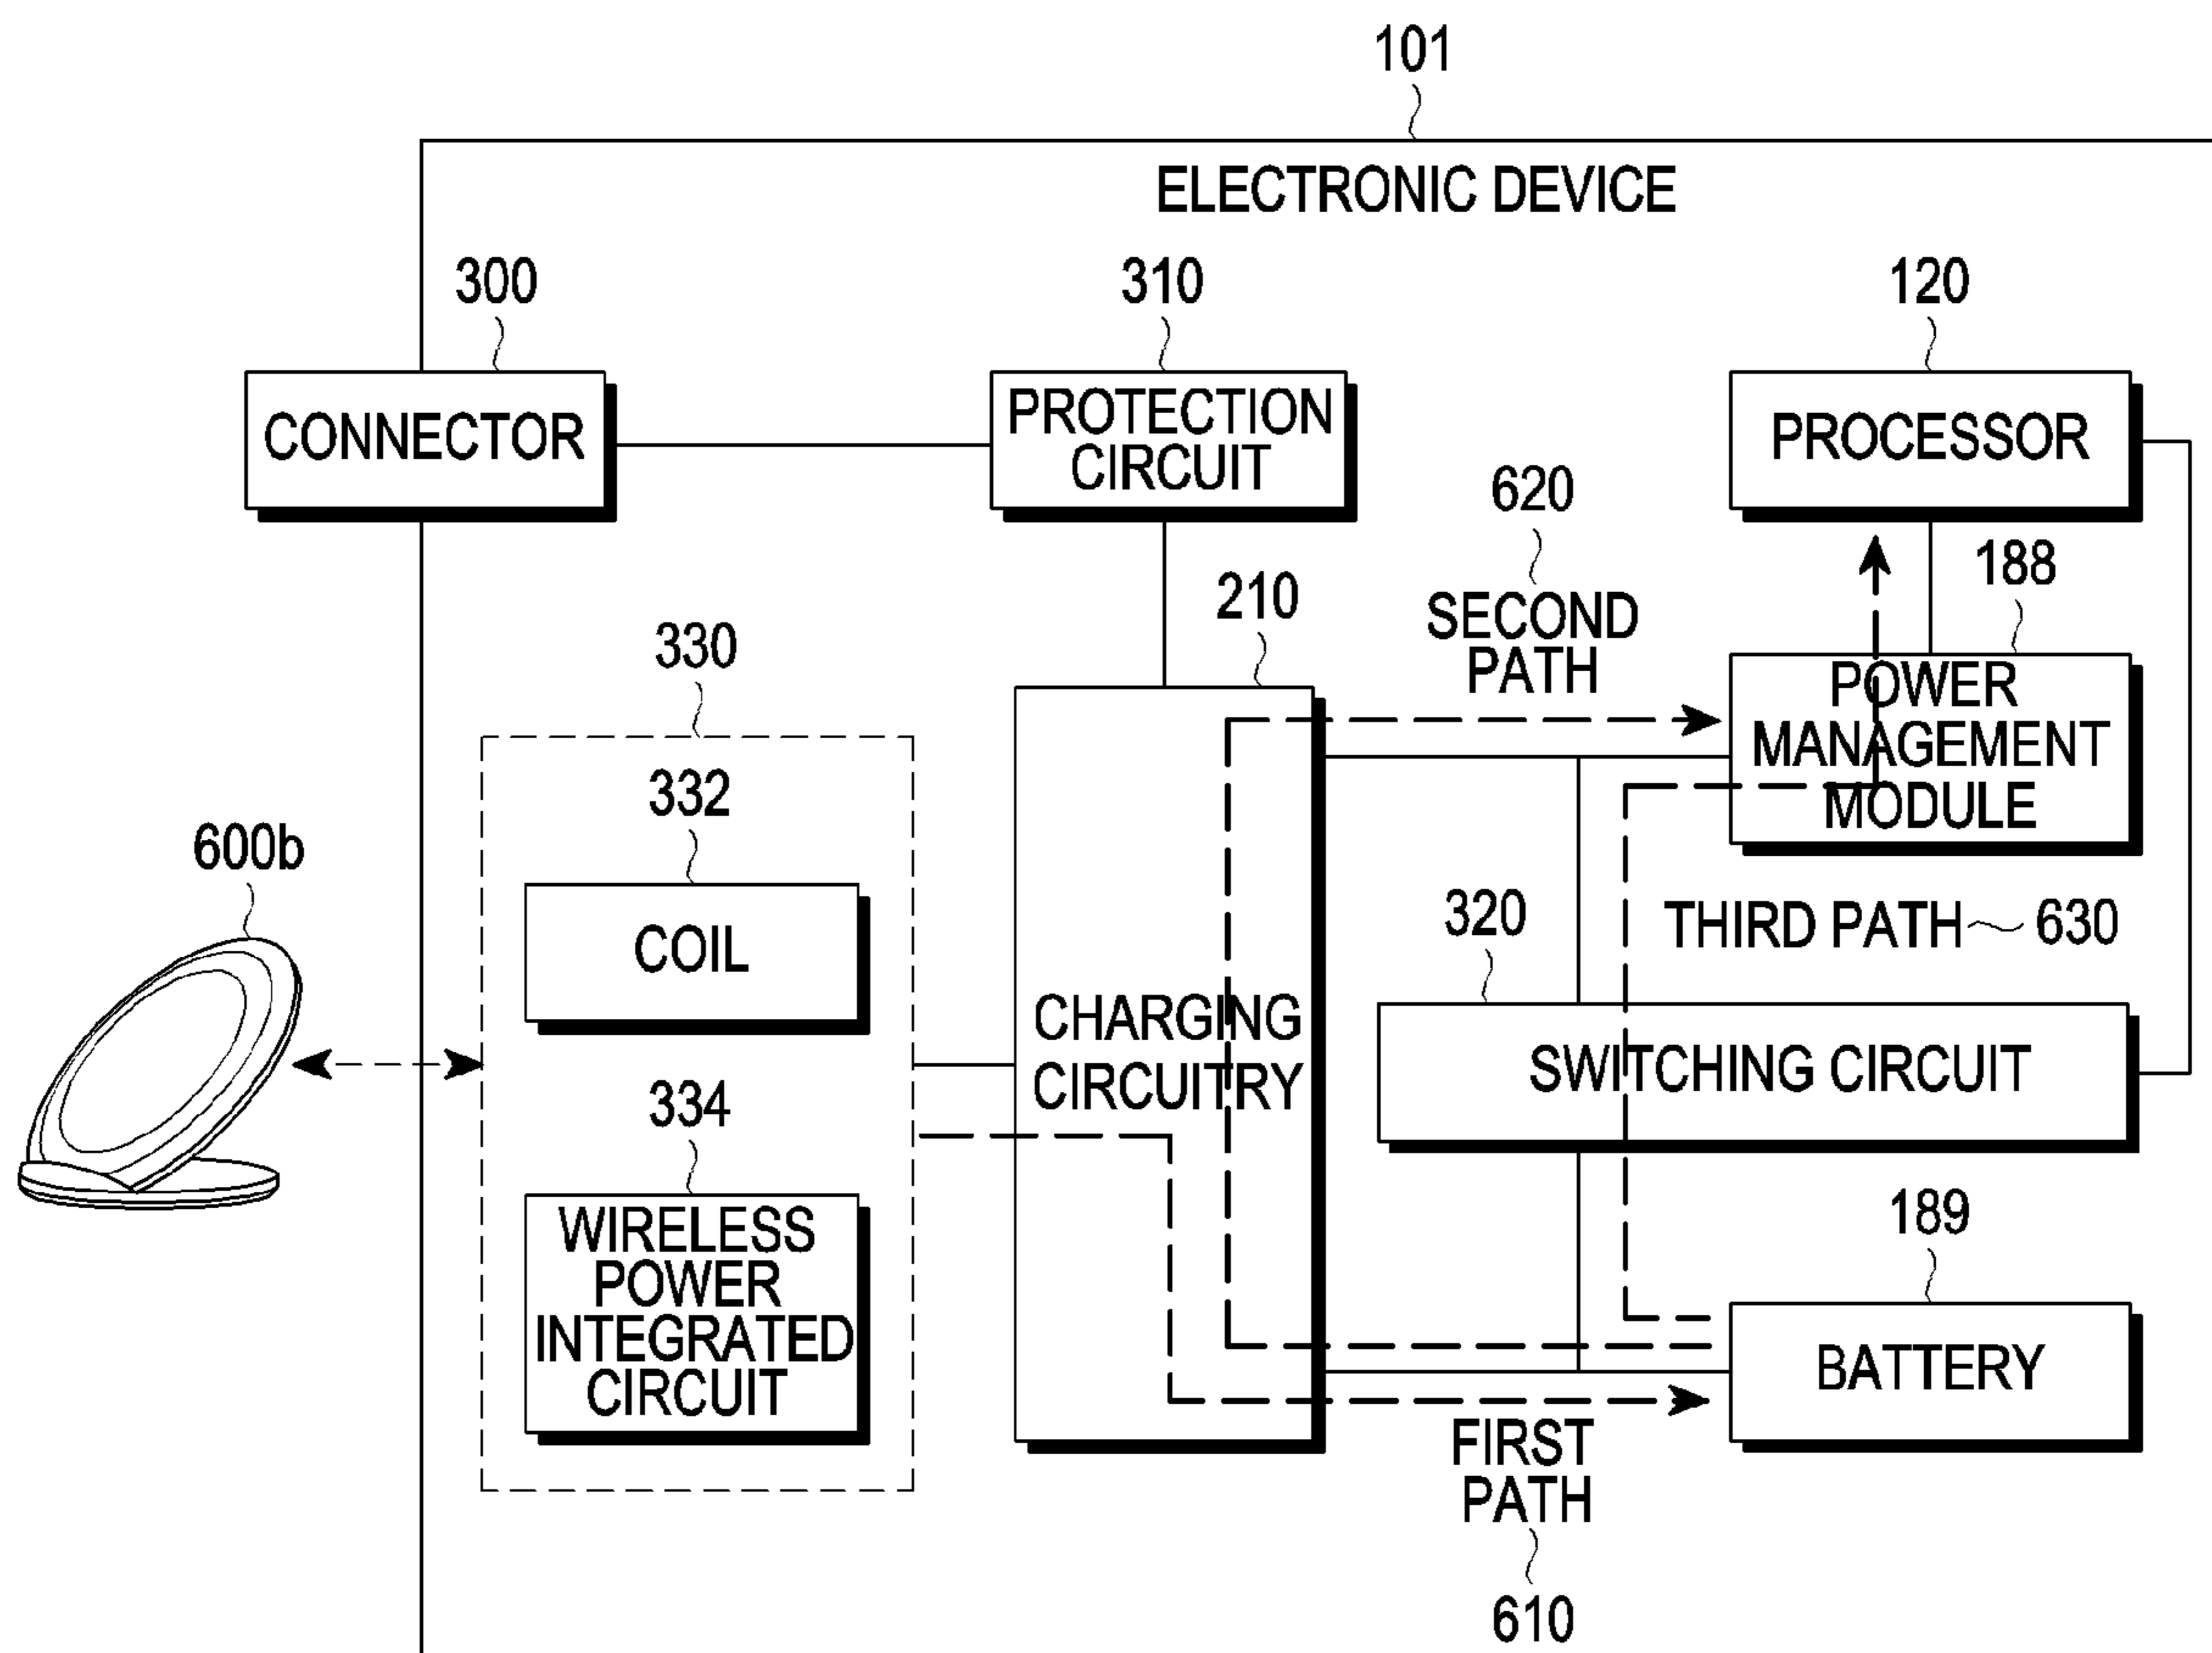 101
ELECTRONIC DEVICE
300
310
120
CONNECTOR
PROTECTION
CIRCUIT
PROCESSOR
620
SECOND
PATH
188
210
330
POWER
MANAGEMENT
MODULE
332
600b
COIL
320
THIRD PATH
630
CHARGING
CIRCUITRY
SWITCHING CIRCUIT
334
WIRELESS
POWER
INTEGRATED
CIRCUIT
189
BATTERY
FIRST
PATH
610